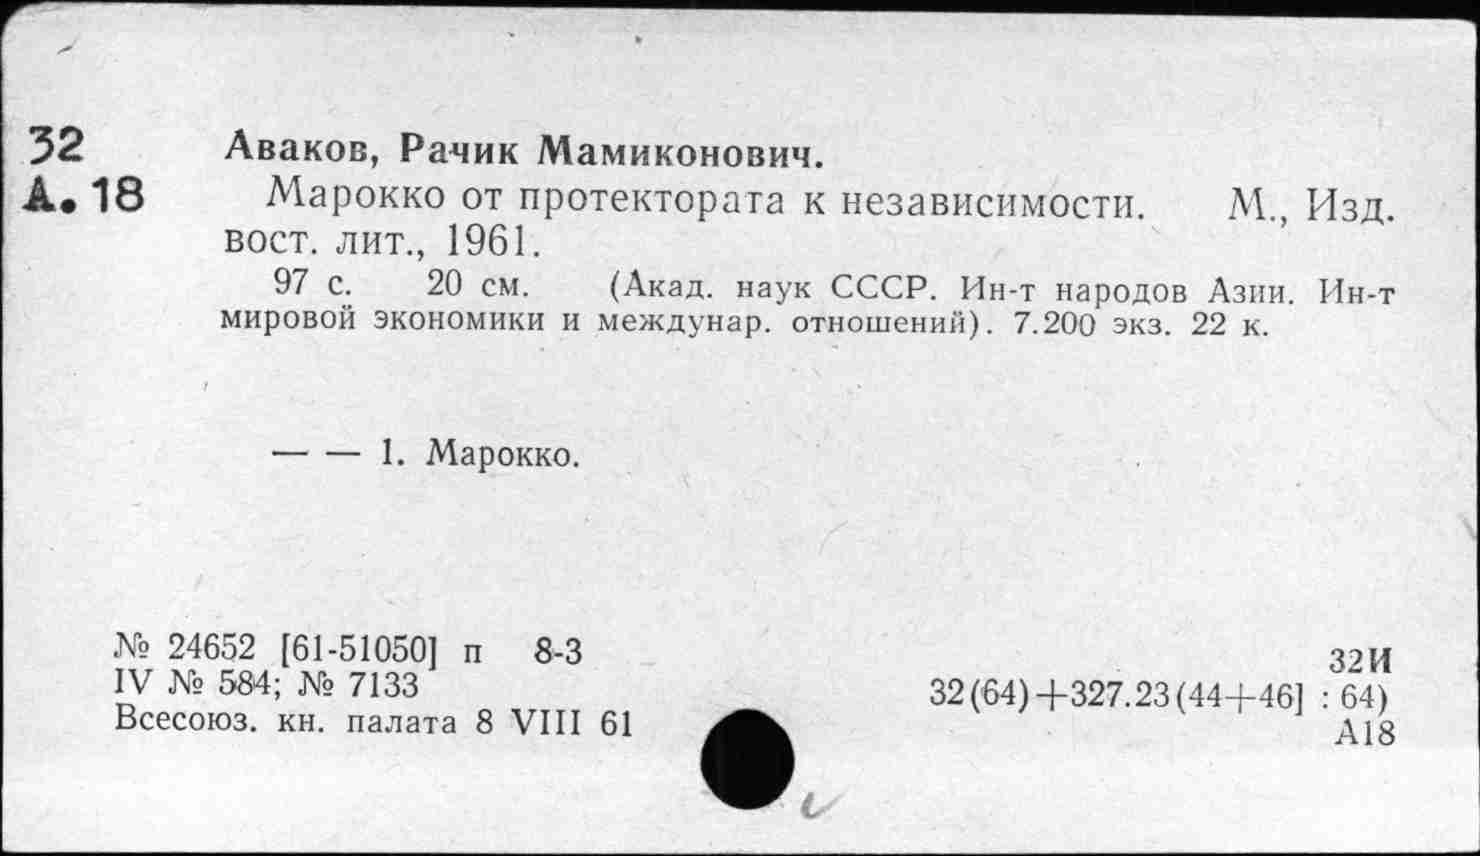 32 Аваков, Рачик Мамиконович.
А. 18 Марокко от протектората к независимости. М., Изд.
вост. лит., 1961.
97 с. 20 см. (Акад. наук СССР. Ин-т народов Азии. Ин-т
мировой экономики и междунар. отношений). 7.200 экз. 22 к.
— — 1. Марокко.
№ 24652 [61-51050] п 8-3
IV № 584; № 7133
Всесоюз. кн. палата 8 VIII 61
32И
32(64)+327.23(44+46] : 64)
А18